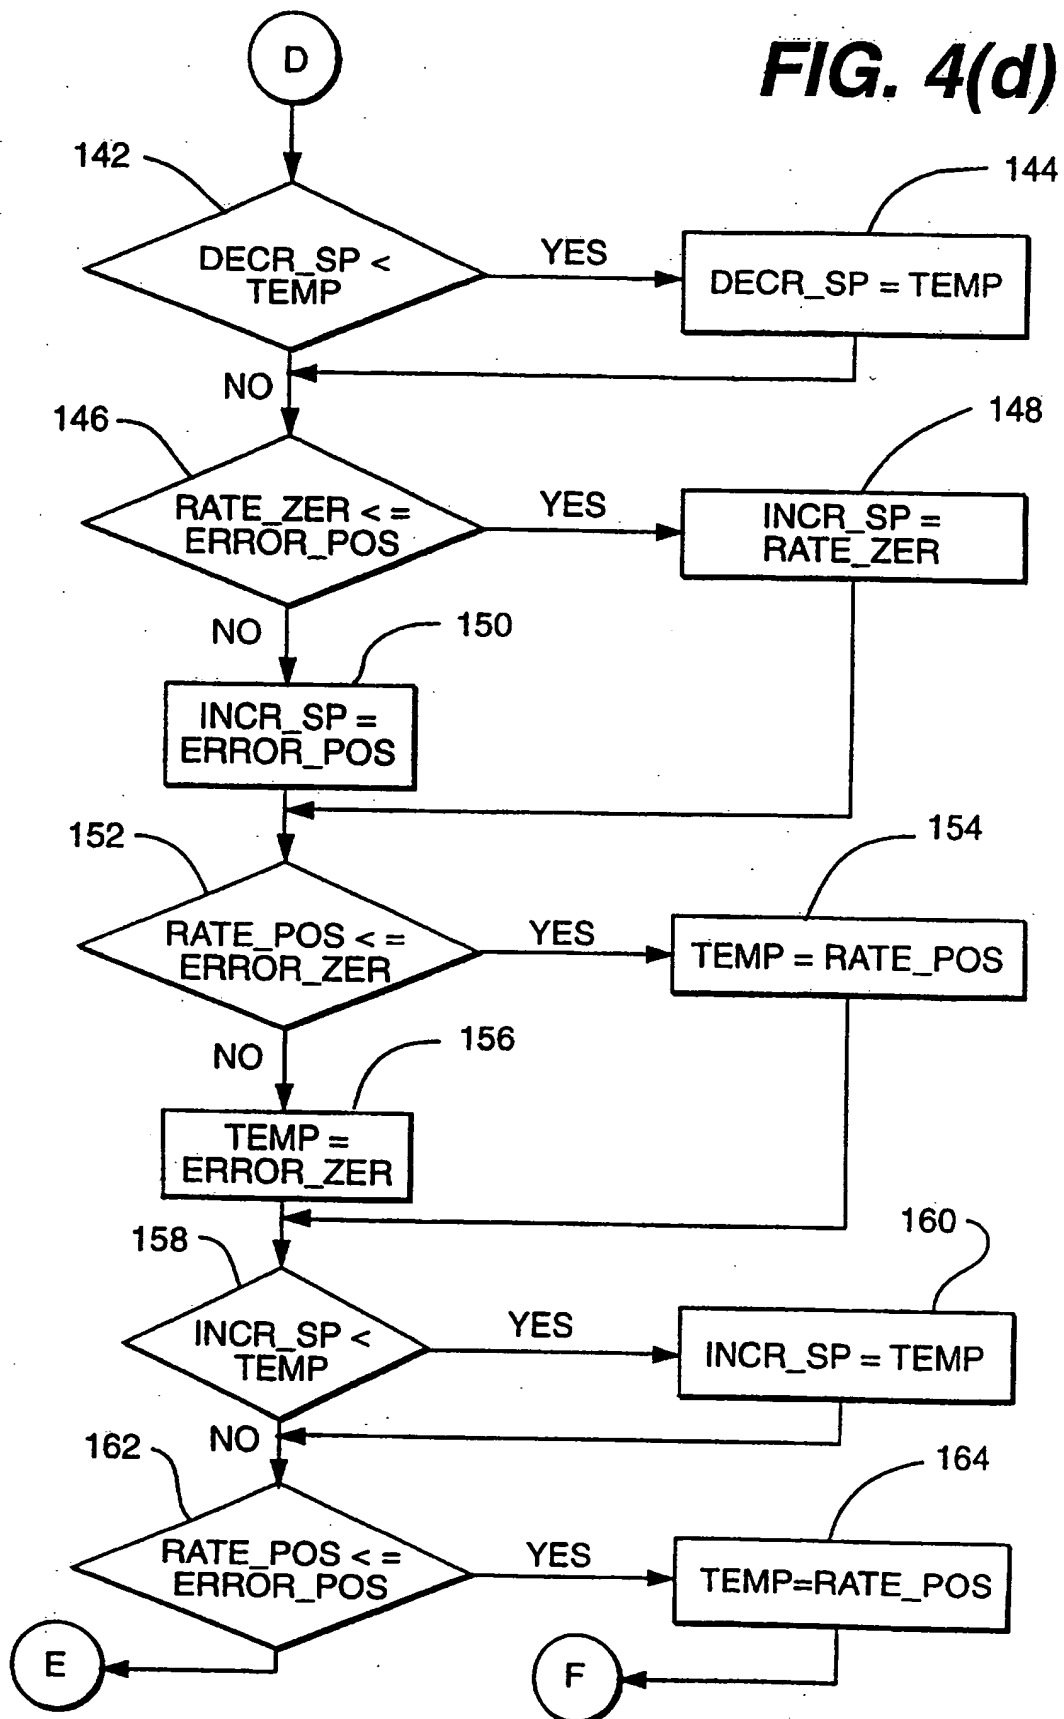 D
FIG. 4(d)
142
144
DECR_SP <
TEMP
YES
DECR_SP = TEMP
NO
146
148
RATE_ZER < =
ERROR_POS
YES
INCR_SP =
RATE_ZER
NO
150
INCR_SP =
ERROR_POS
152
154
RATE_POS < =
ERROR_ZER
YES
TEMP = RATE_POS
NO
156
TEMP =
ERROR_ZER
158
160
INCR_SP <
TEMP
YES
INCR_SP = TEMP
NO
162
164
RATE_POS < =
ERROR_POS
YES
TEMP=RATE_POS
E
F